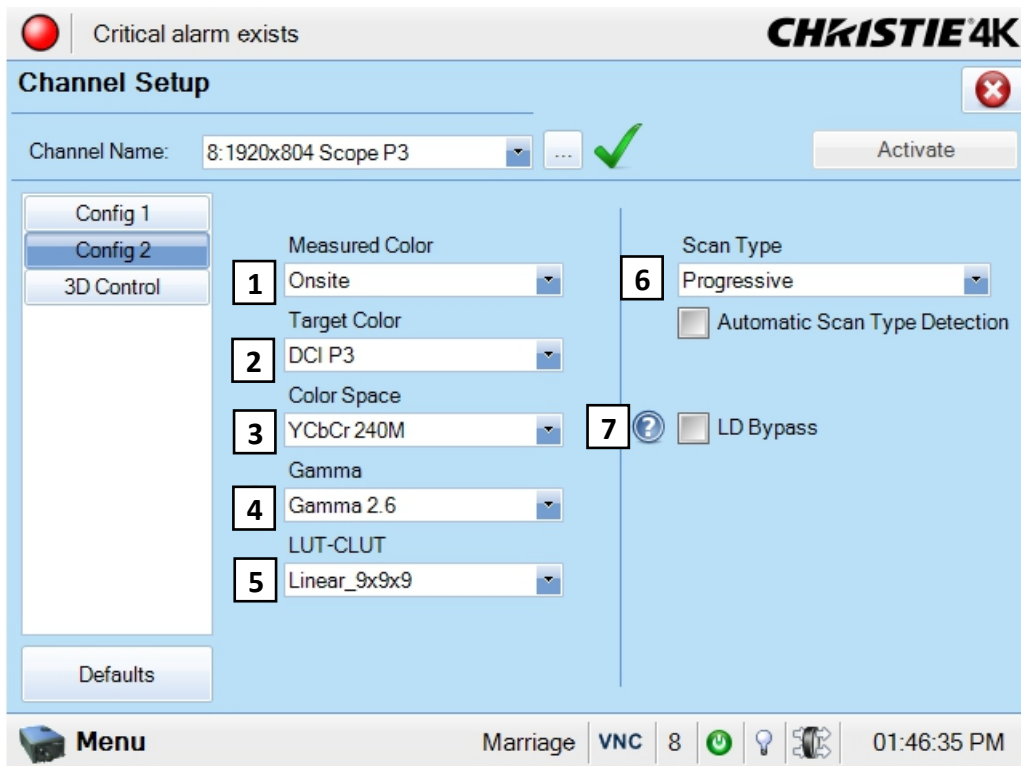 Critical alarm exists
CHRISTIE 4K
Channel Setup
Channel Name:
8:1920x804 Scope P3
...
Activate
Config 1
Config 2
3D Control
Measured Color
1
Onsite
Target Color
2
DCI P3
Color Space
3
YCbCr 240M
Gamma
4
Gamma 2.6
LUT-CLUT
5
Linear_9x9x9
Scan Type
6
Progressive
Automatic Scan Type Detection
7
?
LD Bypass
Defaults
Menu
Marriage
VNC
8
01:46:35 PM